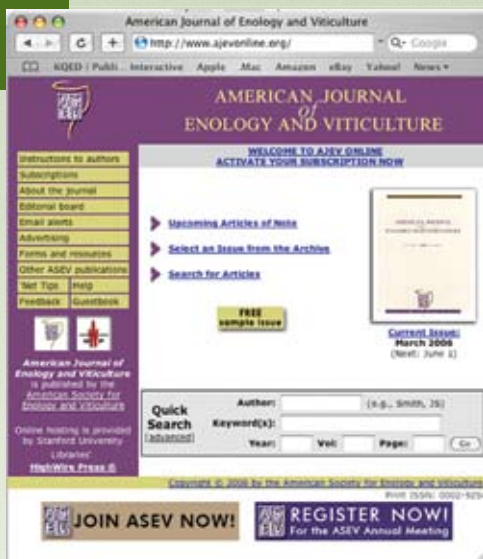 American Journal of Enology and Viticulture
http://www.ajevonline.org/
Q- Google
KQED | Publi... Interactive Apple Mac Amazon eBay Yahoo! News
AMERICAN JOURNAL
of
ENOLOGY AND VITICULTURE
WELCOME TO AJEV ONLINE
ACTIVATE YOUR SUBSCRIPTION NOW
Instructions to authors
Subscriptions
About the journal
Editorial board
Email alerts
Advertising
Forms and resources
Other ASEV publications
'Net Tips Help
Feedback Guestbook
American Journal of
Enology and Viticulture
is published by the
American Society for
Enology and Viticulture
Online hosting is provided
by Stanford University
Libraries'
HighWire Press ®
Upcoming Articles of Note
Select an Issue from the Archive
Search for Articles
FREE
sample issue
Current Issue:
March 2006
(Next: June 1)
Quick
Search
[advanced]
Author: (e.g., Smith, JS)
Keyword(s):
Year: Vol: Page: Go
Copyright © 2006 by the American Society for Enology and Viticulture
Print ISSN: 0002-925
JOIN ASEV NOW!
REGISTER NOW!
For the ASEV Annual Meeting